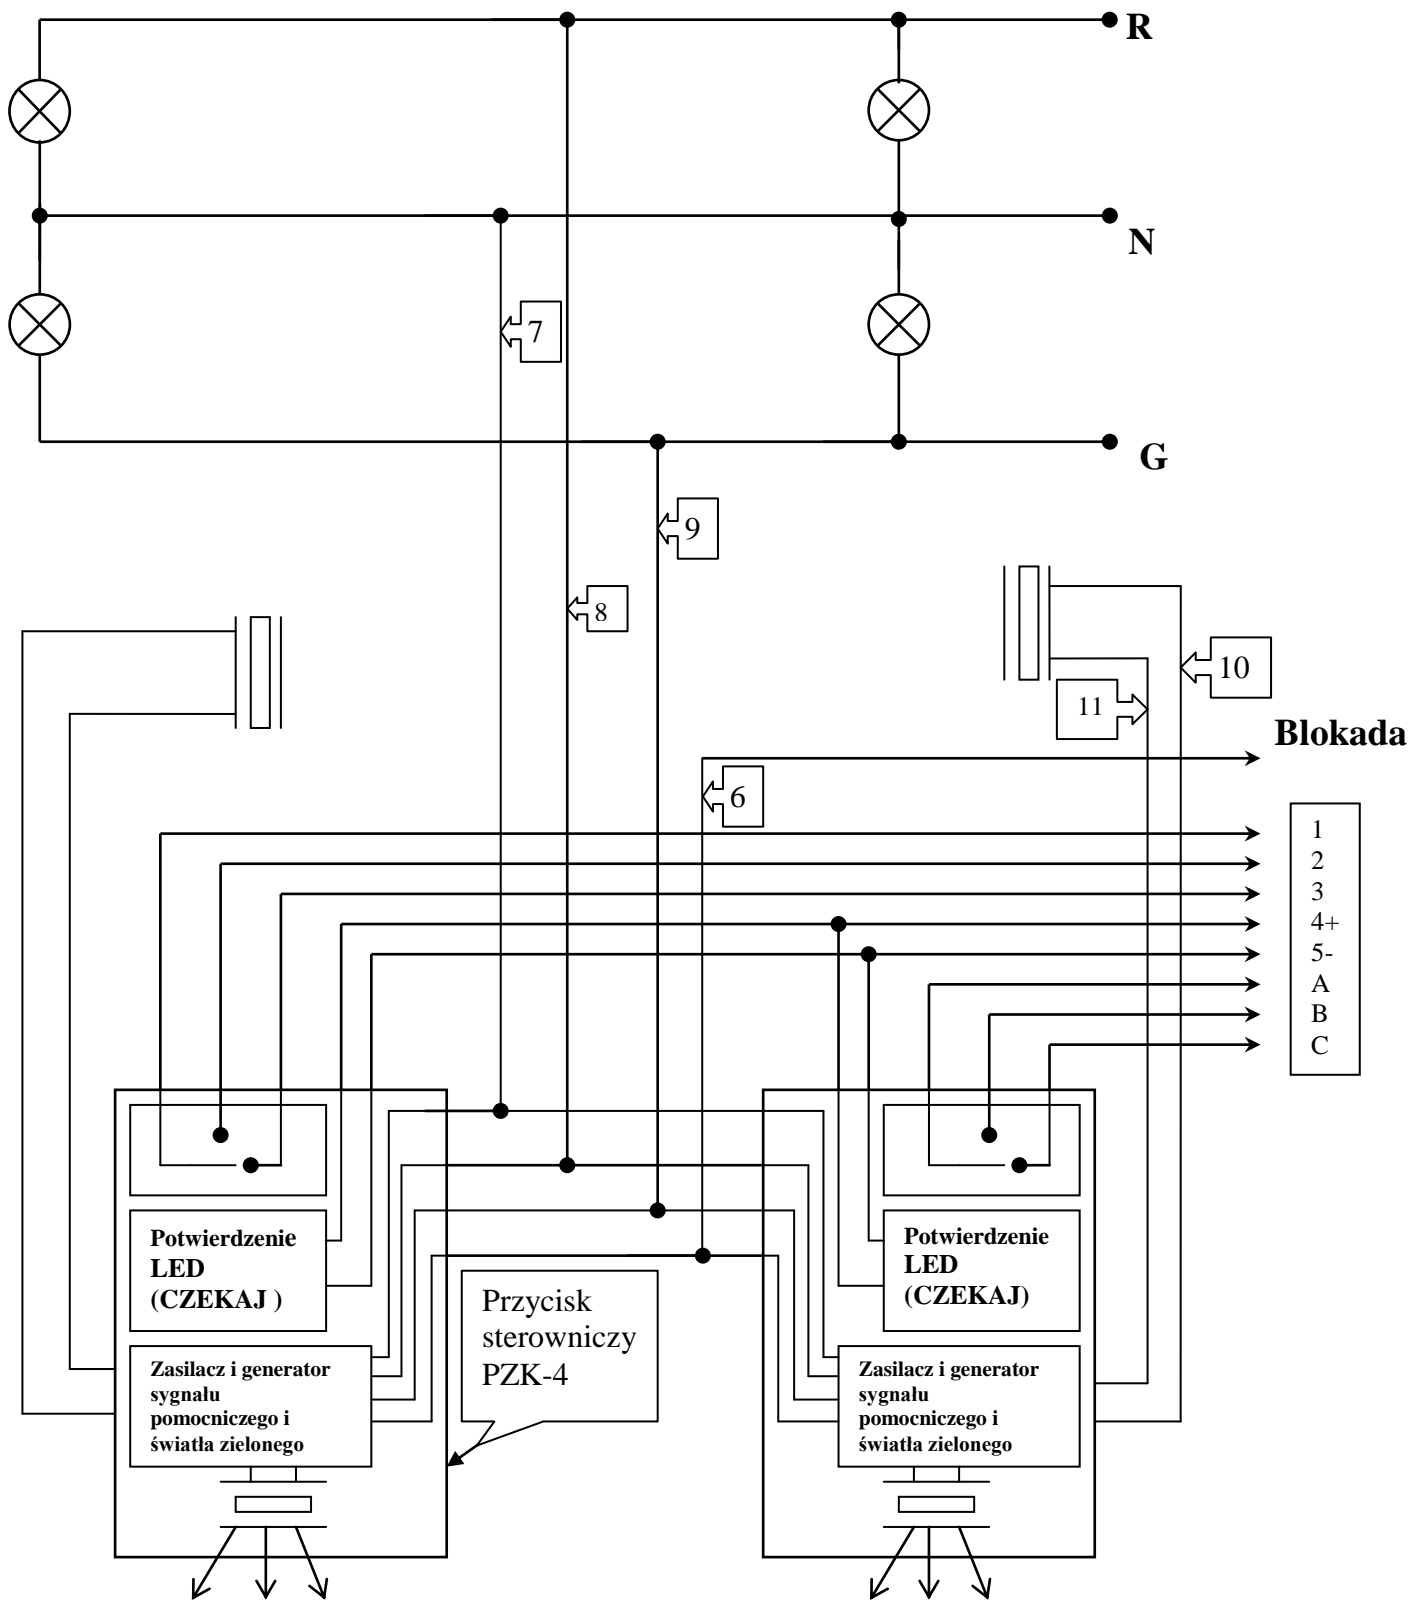 R
N
7
G
9
8
10
11
Blokada
6
1
2
3
4+
5-
A
B
C
Potwierdzenie
LED
(CZEKAJ )
Potwierdzenie
LED
(CZEKAJ)
Przycisk
sterowniczy
PZK-4
Zasilacz i generator
sygnału
pomocniczego i
światła zielonego
Zasilacz i generator
sygnału
pomocniczego i
światła zielonego